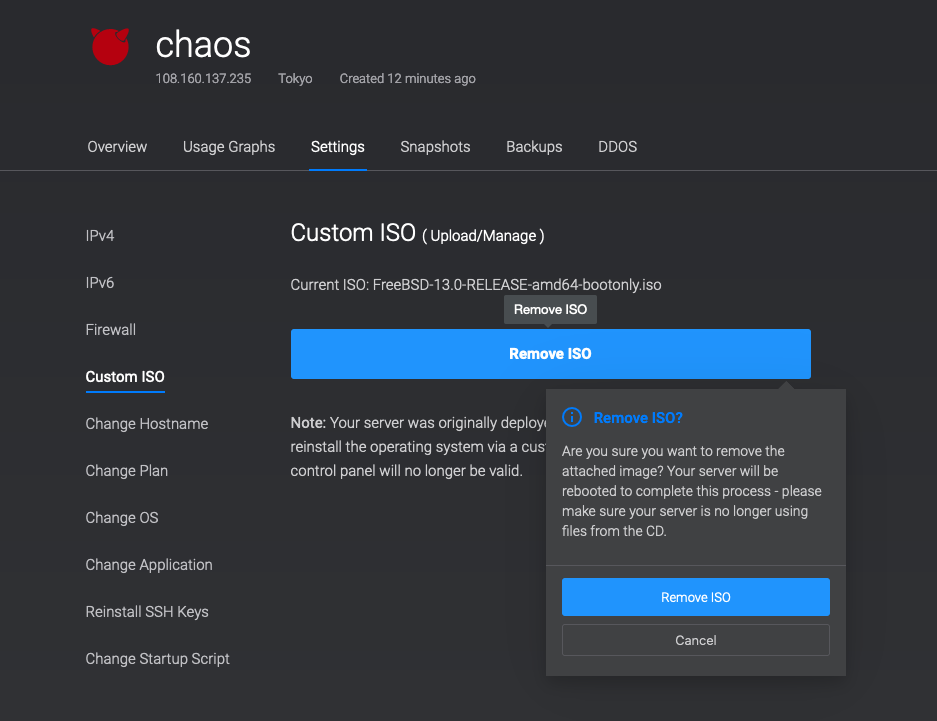 chaos
108.160.137.235 Tokyo Created 12 minutes ago
Overview Usage Graphs Settings Snapshots Backups DDOS
IPv4
IPv6
Firewall
Custom ISO
Change Hostname
Change Plan
Change OS
Change Application
Reinstall SSH Keys
Change Startup Script
Custom ISO ( Upload/Manage )
Current ISO: FreeBSD-13.0-RELEASE-amd64-bootonly.iso
Remove ISO
Remove ISO
Note: Your server was originally
reinstall the operating system via a
control panel will no longer be valid.
Remove ISO?
Are you sure you want to remove the
attached image? Your server will be
rebooted to complete this process - please
make sure your server is no longer using
files from the CD.
Remove ISO
Cancel